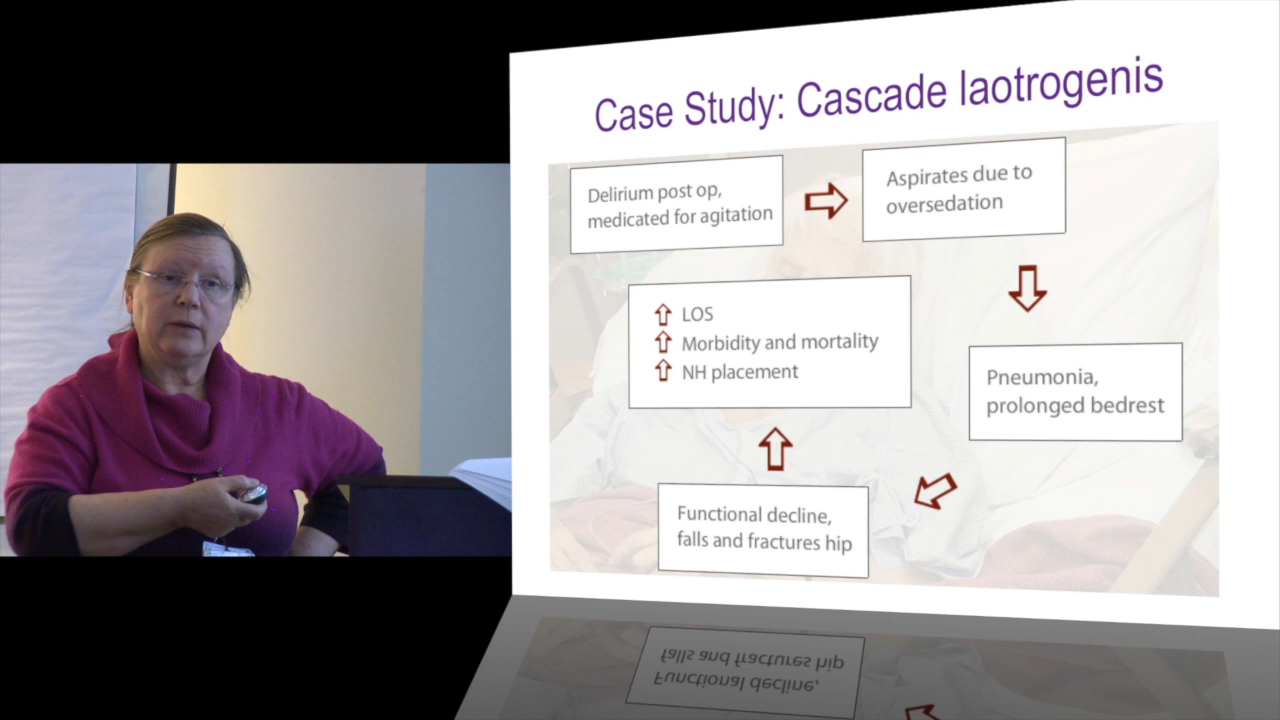 Case Study: Cascade Iaotrogenis
Delirium post op,
medicated for agitation
Aspirates due to
oversedation
Pneumonia,
prolonged bedrest
Functional decline,
falls and fractures hip
LOS
Morbidity and mortality
NH placement
falls and fractures hip
Functional decline,